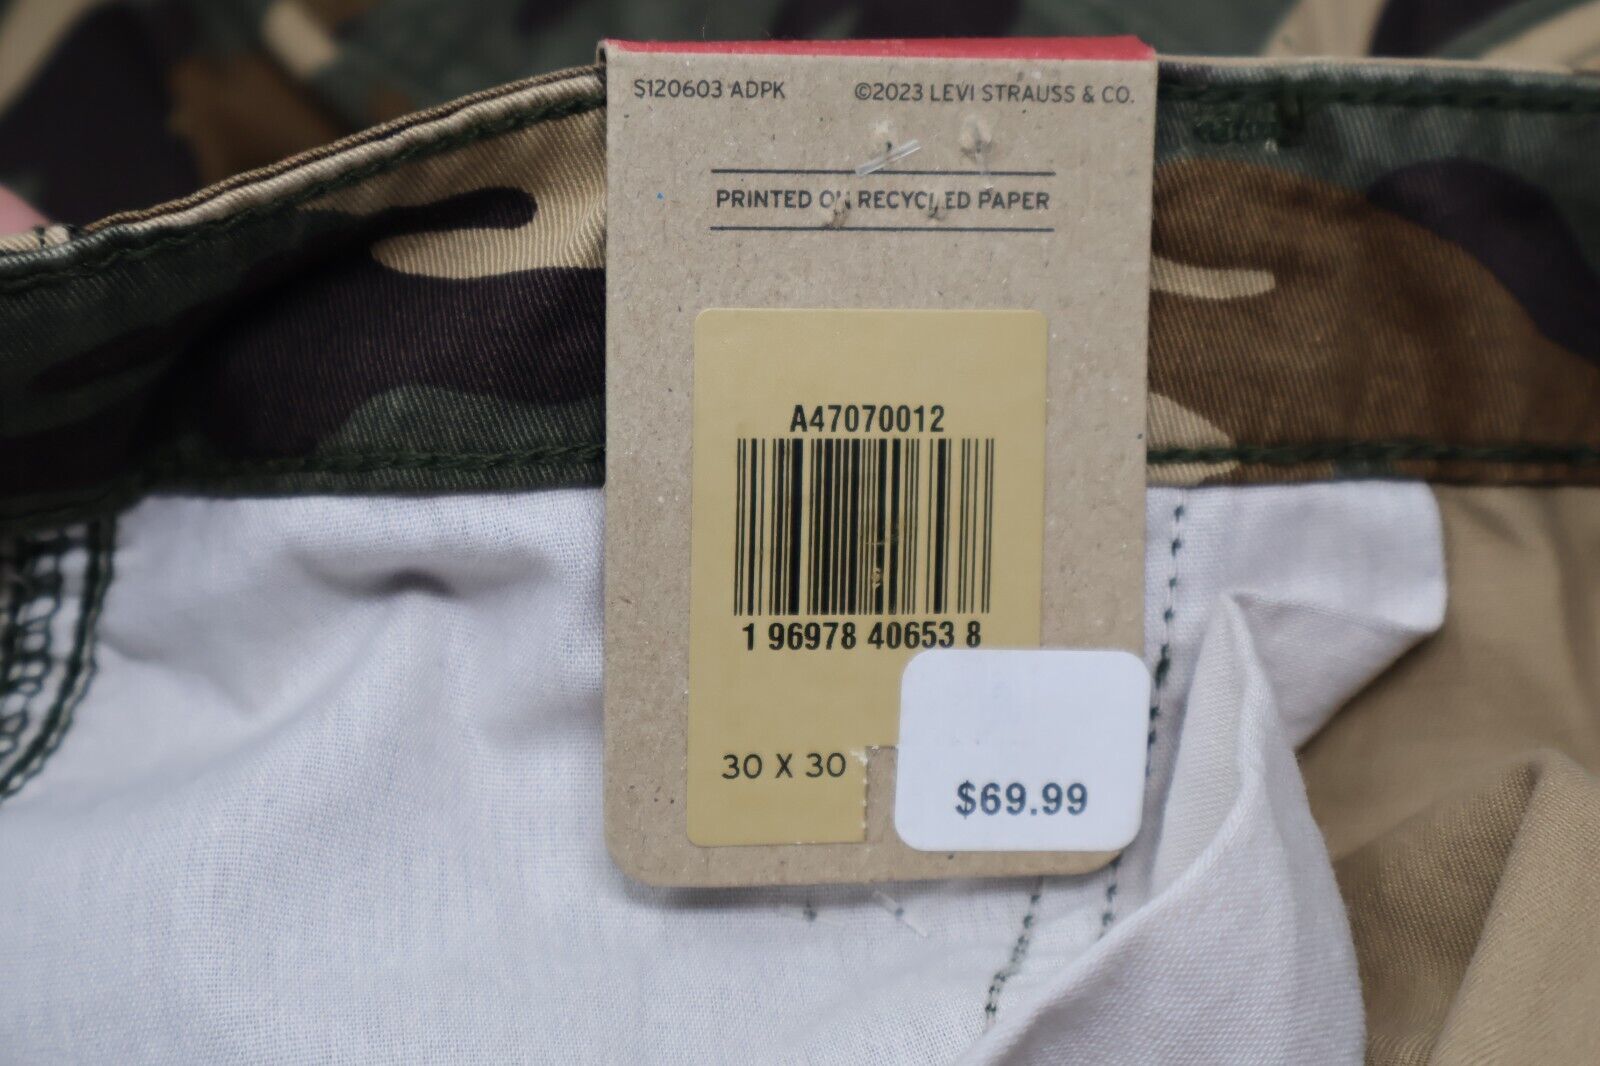 S120603 ADPK ©2023 LEVI STRAUSS & CO.
PRINTED ON RECYCLED PAPER
A47070012
1 96978 40653 8
30 X 30
$69.99